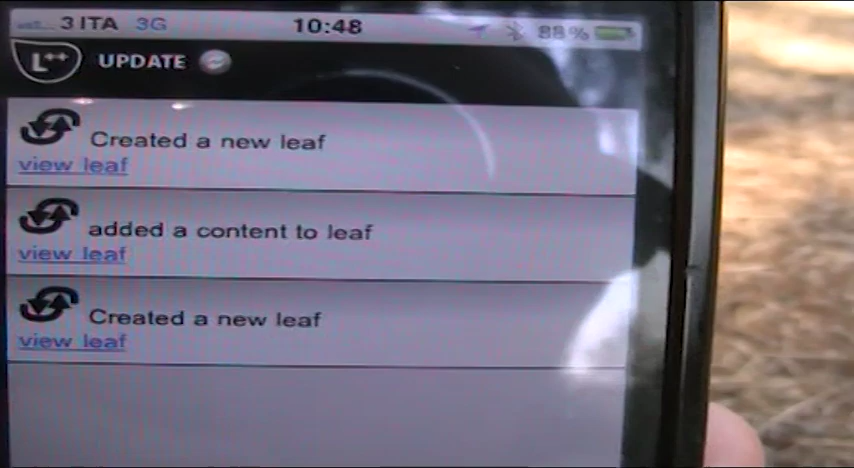 3 ITA 3G 10:48 88%
L++ UPDATE
Created a new leaf
view leaf
added a content to leaf
view leaf
Created a new leaf
view leaf